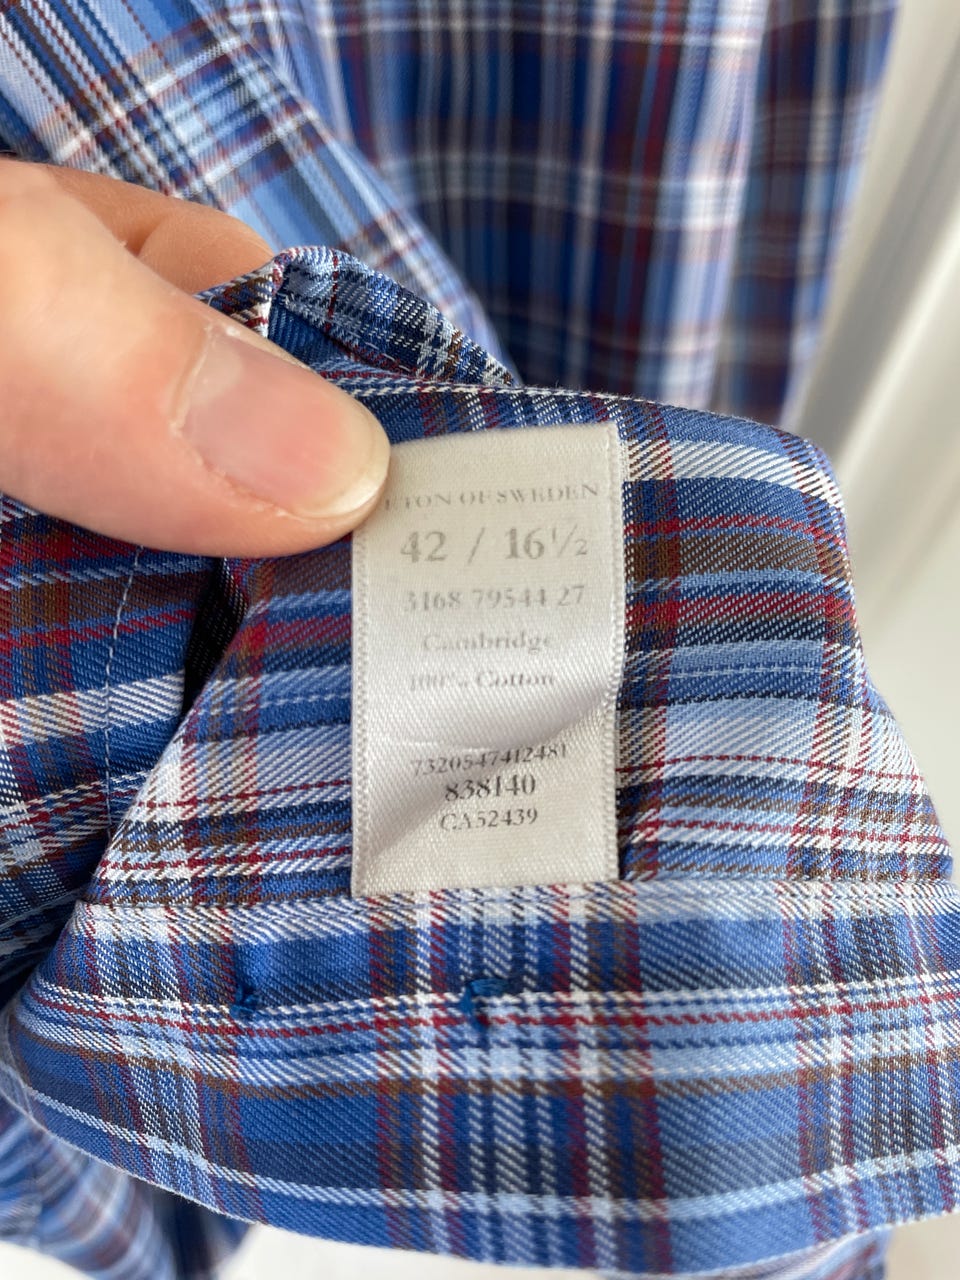 ETON OF SWEDEN
42 / 16½
3168 79544 27
Cambridge
100% Cotton
7320547412481
838140
CA52439